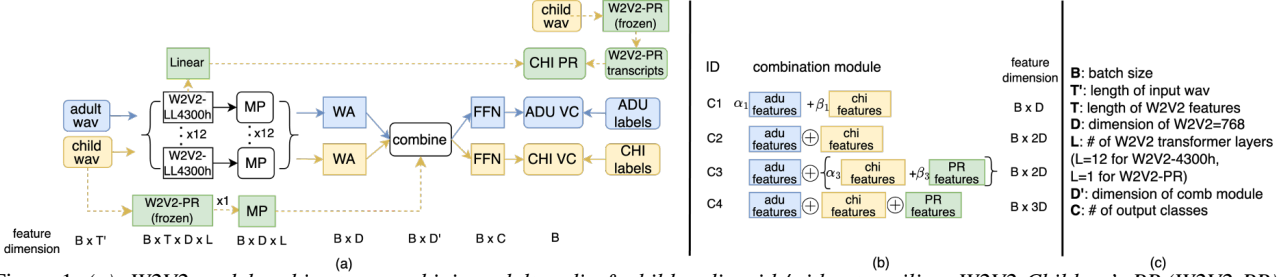 child
wav
W2V2-PR
(frozen)
Linear
CHI PR
W2V2-PR
transcripts
adult
wav
child
wav
W2V2-
LL4300h
MP
x12
x12
W2V2-
LL4300h
MP
WA
WA
combine
FFN
FFN
ADU VC
CHI VC
ADU
labels
CHI
labels
W2V2-PR
(frozen)
x1
MP
feature
dimension
B x T'
B x T x D x L
B x D x L
B x D
B x D'
B x C
B
(a)
ID
combination module
feature
dimension
C1 α1 adu features +β1 chi features B x D
C2 adu features ⊕ chi features B x 2D
C3 adu features ⊕ {α3 chi features +β3 PR features} B x 2D
C4 adu features ⊕ chi features ⊕ PR features B x 3D
(b)
B: batch size
T': length of input wav
T: length of W2V2 features
D: dimension of W2V2=768
L: # of W2V2 transformer layers
(L=12 for W2V2-4300h,
L=1 for W2V2-PR)
D': dimension of comb module
C: # of output classes
(c)